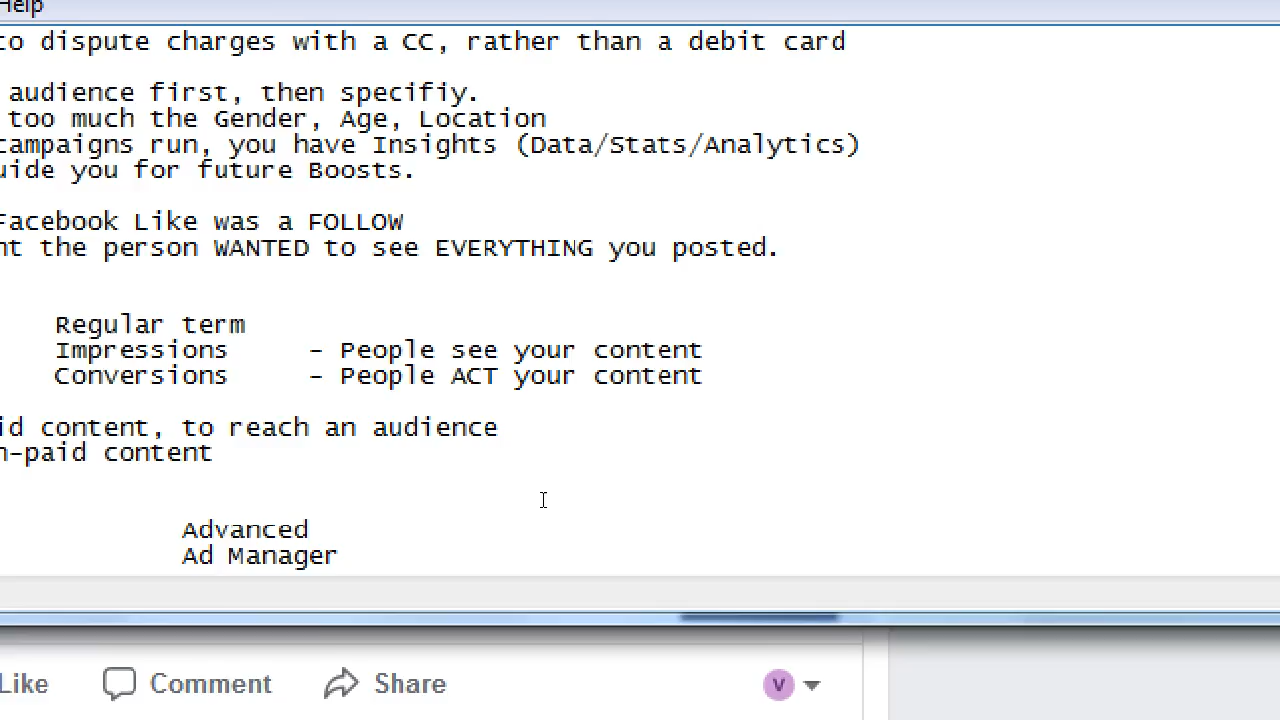 Help
to dispute charges with a CC, rather than a debit card
audience first, then specifiy.
too much the Gender, Age, Location
campaigns run, you have Insights (Data/Stats/Analytics)
uide you for future Boosts.
Facebook Like was a FOLLOW
nt the person WANTED to see EVERYTHING you posted.
Regular term
Impressions - People see your content
Conversions - People ACT your content
id content, to reach an audience
n-paid content
Advanced
Ad Manager
Like Comment Share V